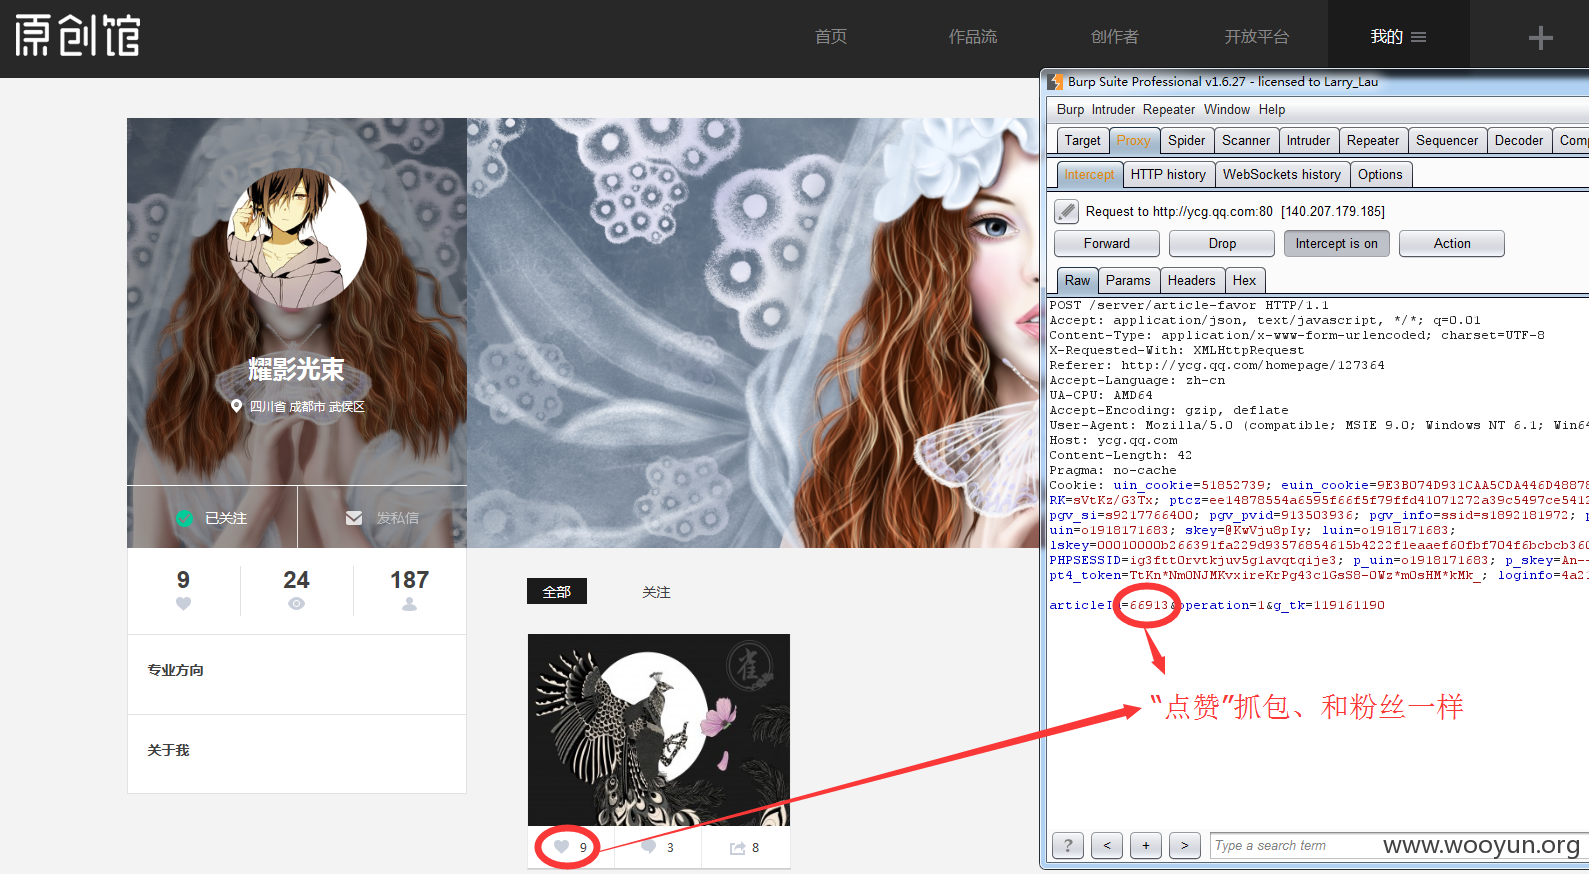 原创馆
首页 作品流 创作者 开放平台 我的
Burp Suite Professional v1.6.27 - licensed to Larry_Lau
Burp Intruder Repeater Window Help
Target Proxy Spider Scanner Intruder Repeater Sequencer Decoder Comp
Intercept HTTP history WebSockets history Options
Request to http://ycg.qq.com:80 [140.207.179.185]
Forward Drop Intercept is on Action
Raw Params Headers Hex
POST /server/article-favor HTTP/1.1
Accept: application/json, text/javascript, */*; q=0.01
Content-Type: application/x-www-form-urlencoded; charset=UTF-8
X-Requested-With: XMLHttpRequest
Referer: http://ycg.qq.com/homepage/127364
Accept-Language: zh-cn
UA-CPU: AMD64
Accept-Encoding: gzip, deflate
User-Agent: Mozilla/5.0 (compatible; MSIE 9.0; Windows NT 6.1; Win64
Host: ycg.qq.com
Content-Length: 42
Pragma: no-cache
Cookie: uin_cookie=51852739; euin_cookie=9E3B074D931CAA5CDA446D48878
RK=sVtKz/G3Tx; ptcz=ee14878554a6595f66f5f79ffd41071272a39c5497ce5412
pgv_si=s9217766400; pgv_pvid=913503936; pgv_info=ssid=s1892181972; p
uin=o1918171683; skey=@KwVju8pIy; luin=o1918171683;
lskey=00010000b266391fa229d93576854615b4222f1eaaef60fbf704f6bcbcb360
PHPSESSID=ig3ftt0rvtkjuv5g1avqtqije3; p_uin=o1918171683; p_skey=An--
pt4_token=TtKn*NmONJMKvxireKrPg43c1GsS8-0Wz*mOsHM*kMk_; loginfo=4a21
articleId=66913&operation=1&g_tk=119161190
“点赞”抓包、和粉丝一样
? < + > Type a search term
www.wooyun.org
耀影光束
四川省 成都市 武侯区
已关注 发私信
9 24 187
专业方向
关于我
全部 关注
雀
9 3 8